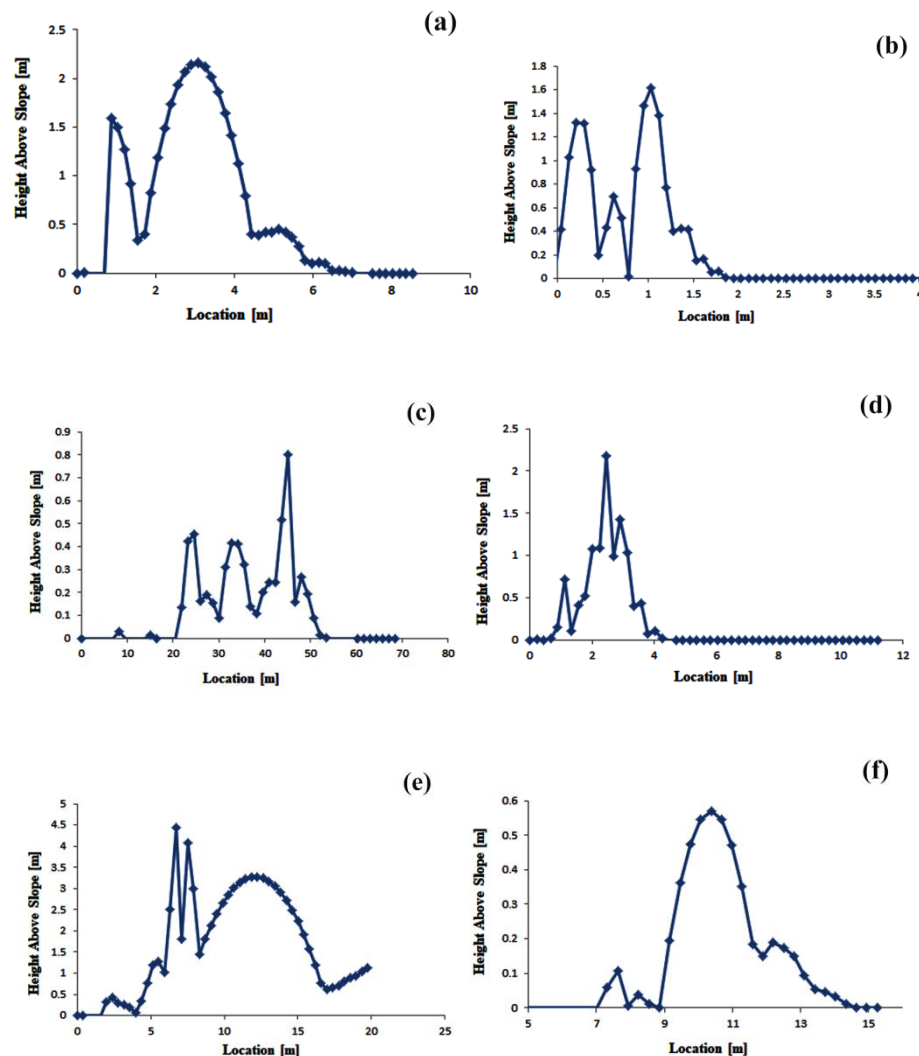 (a)
Height Above Slope [m]
2.5
2
1.5
1
0.5
0
0 2 4 6 8 10
Location [m]
(b)
Height Above Slope [m]
1.8
1.6
1.4
1.2
1
0.8
0.6
0.4
0.2
0
0 0.5 1 1.5 2 2.5 3 3.5 4
Location [m]
(c)
Height Above Slope [m]
0.9
0.8
0.7
0.6
0.5
0.4
0.3
0.2
0.1
0
0 10 20 30 40 50 60 70 80
Location [m]
(d)
Height Above Slope [m]
2.5
2
1.5
1
0.5
0
0 2 4 6 8 10 12
Location [m]
(e)
Height Above Slope [m]
5
4.5
4
3.5
3
2.5
2
1.5
1
0.5
0
0 5 10 15 20 25
Location [m]
(f)
Height Above Slope [m]
0.6
0.5
0.4
0.3
0.2
0.1
0
5 7 9 11 13 15
Location [m]